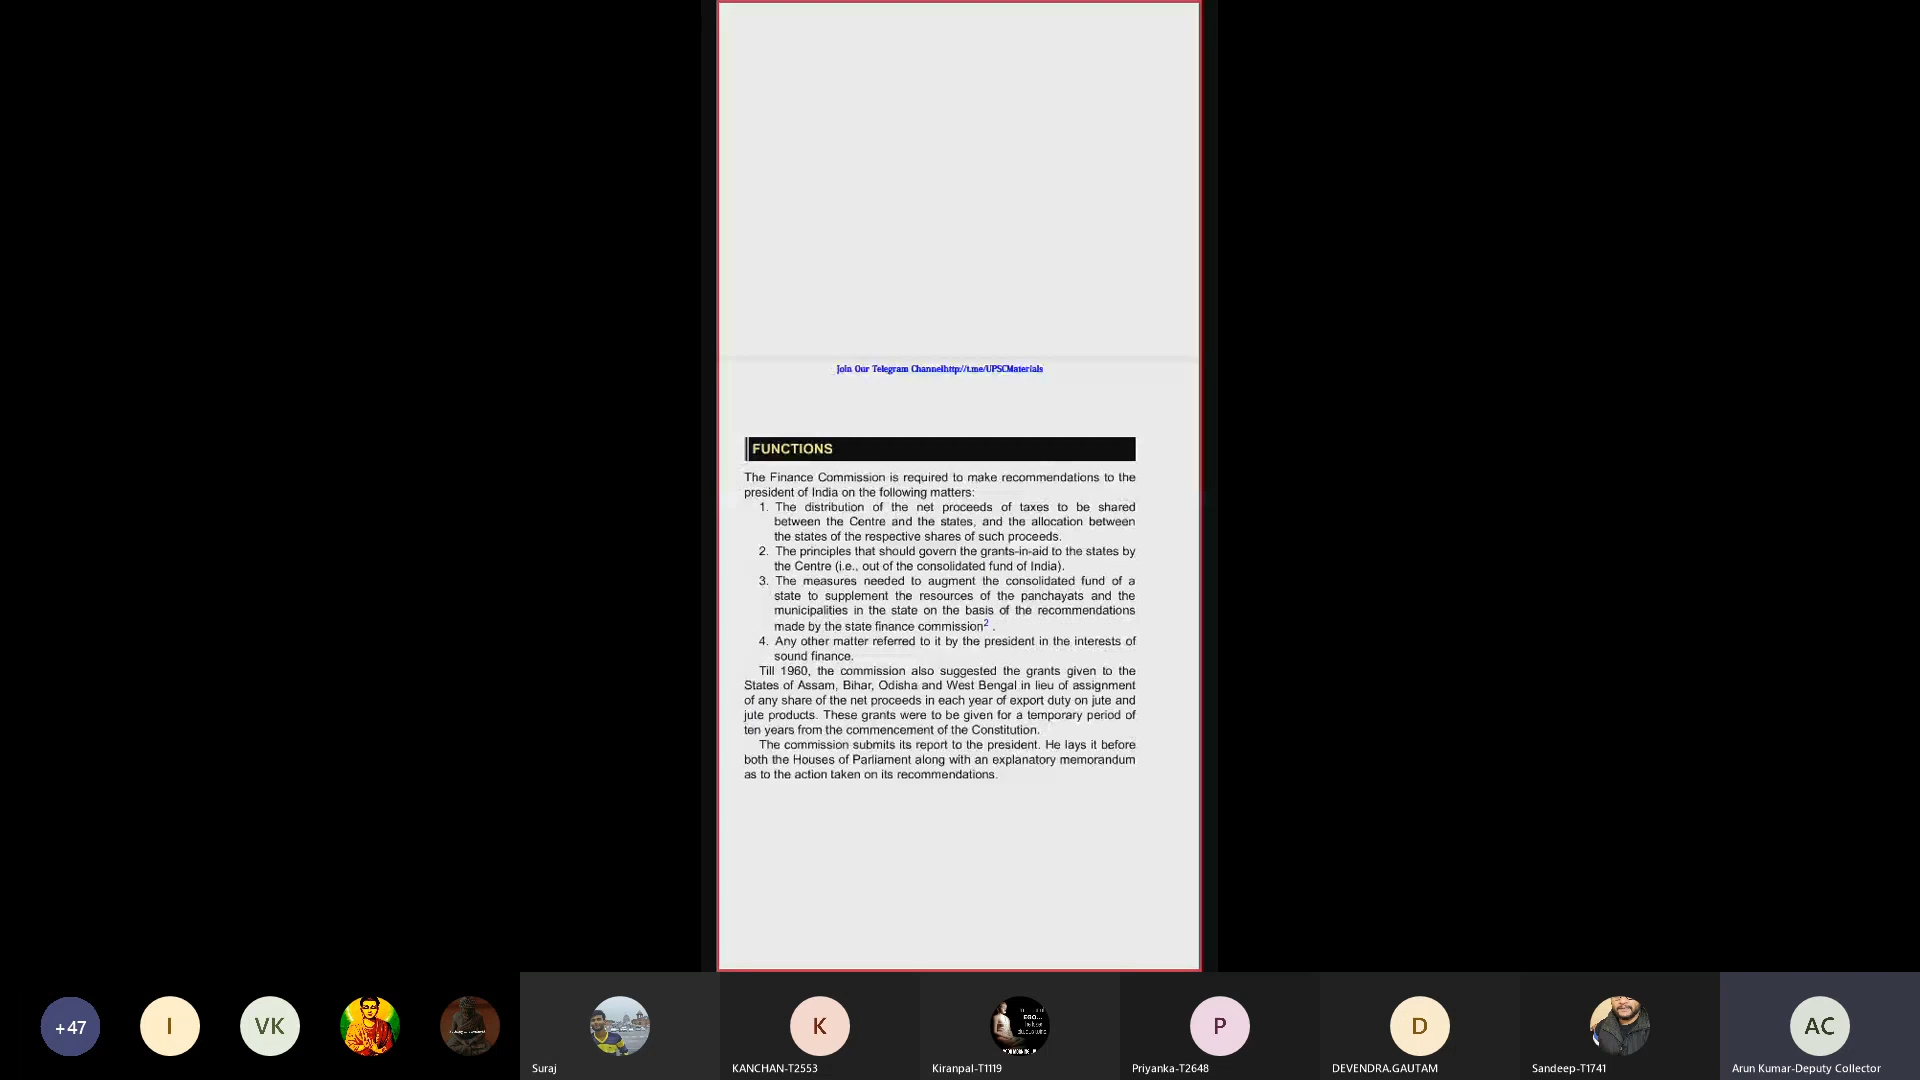 Join Our Telegram Channelhttp://t.me/UPSCMaterials
FUNCTIONS
The Finance Commission is required to make recommendations to the
president of India on the following matters:
1. The distribution of the net proceeds of taxes to be shared
between the Centre and the states, and the allocation between
the states of the respective shares of such proceeds.
2. The principles that should govern the grants-in-aid to the states by
the Centre (i.e., out of the consolidated fund of India).
3. The measures needed to augment the consolidated fund of a
state to supplement the resources of the panchayats and the
municipalities in the state on the basis of the recommendations
made by the state finance commission2 .
4. Any other matter referred to it by the president in the interests of
sound finance.
Till 1960, the commission also suggested the grants given to the
States of Assam, Bihar, Odisha and West Bengal in lieu of assignment
of any share of the net proceeds in each year of export duty on jute and
jute products. These grants were to be given for a temporary period of
ten years from the commencement of the Constitution.
The commission submits its report to the president. He lays it before
both the Houses of Parliament along with an explanatory memorandum
as to the action taken on its recommendations.
+47
I
VK
K
EGO...
P
D
AC
Suraj
KANCHAN-T2553
Kiranpal-T1119
Priyanka-T2648
DEVENDRA.GAUTAM
Sandeep-T1741
Arun Kumar-Deputy Collector